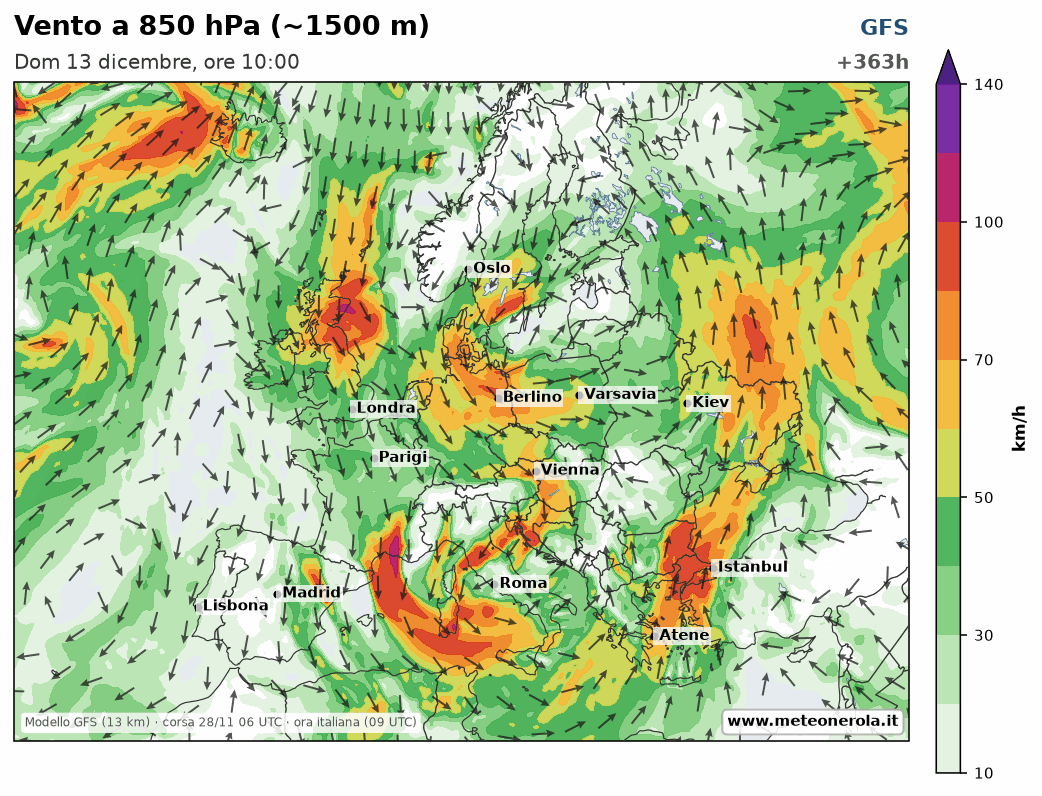 Vento a 850 hPa (~1500 m)
GFS
Dom 13 dicembre, ore 10:00
+363h
140
100
70
50
30
10
km/h
Oslo
Berlino
Varsavia
Kiev
Londra
Parigi
Vienna
Istanbul
Roma
Madrid
Lisbona
Atene
Modello GFS (13 km) · corsa 28/11 06 UTC · ora italiana (09 UTC)
www.meteonerola.it